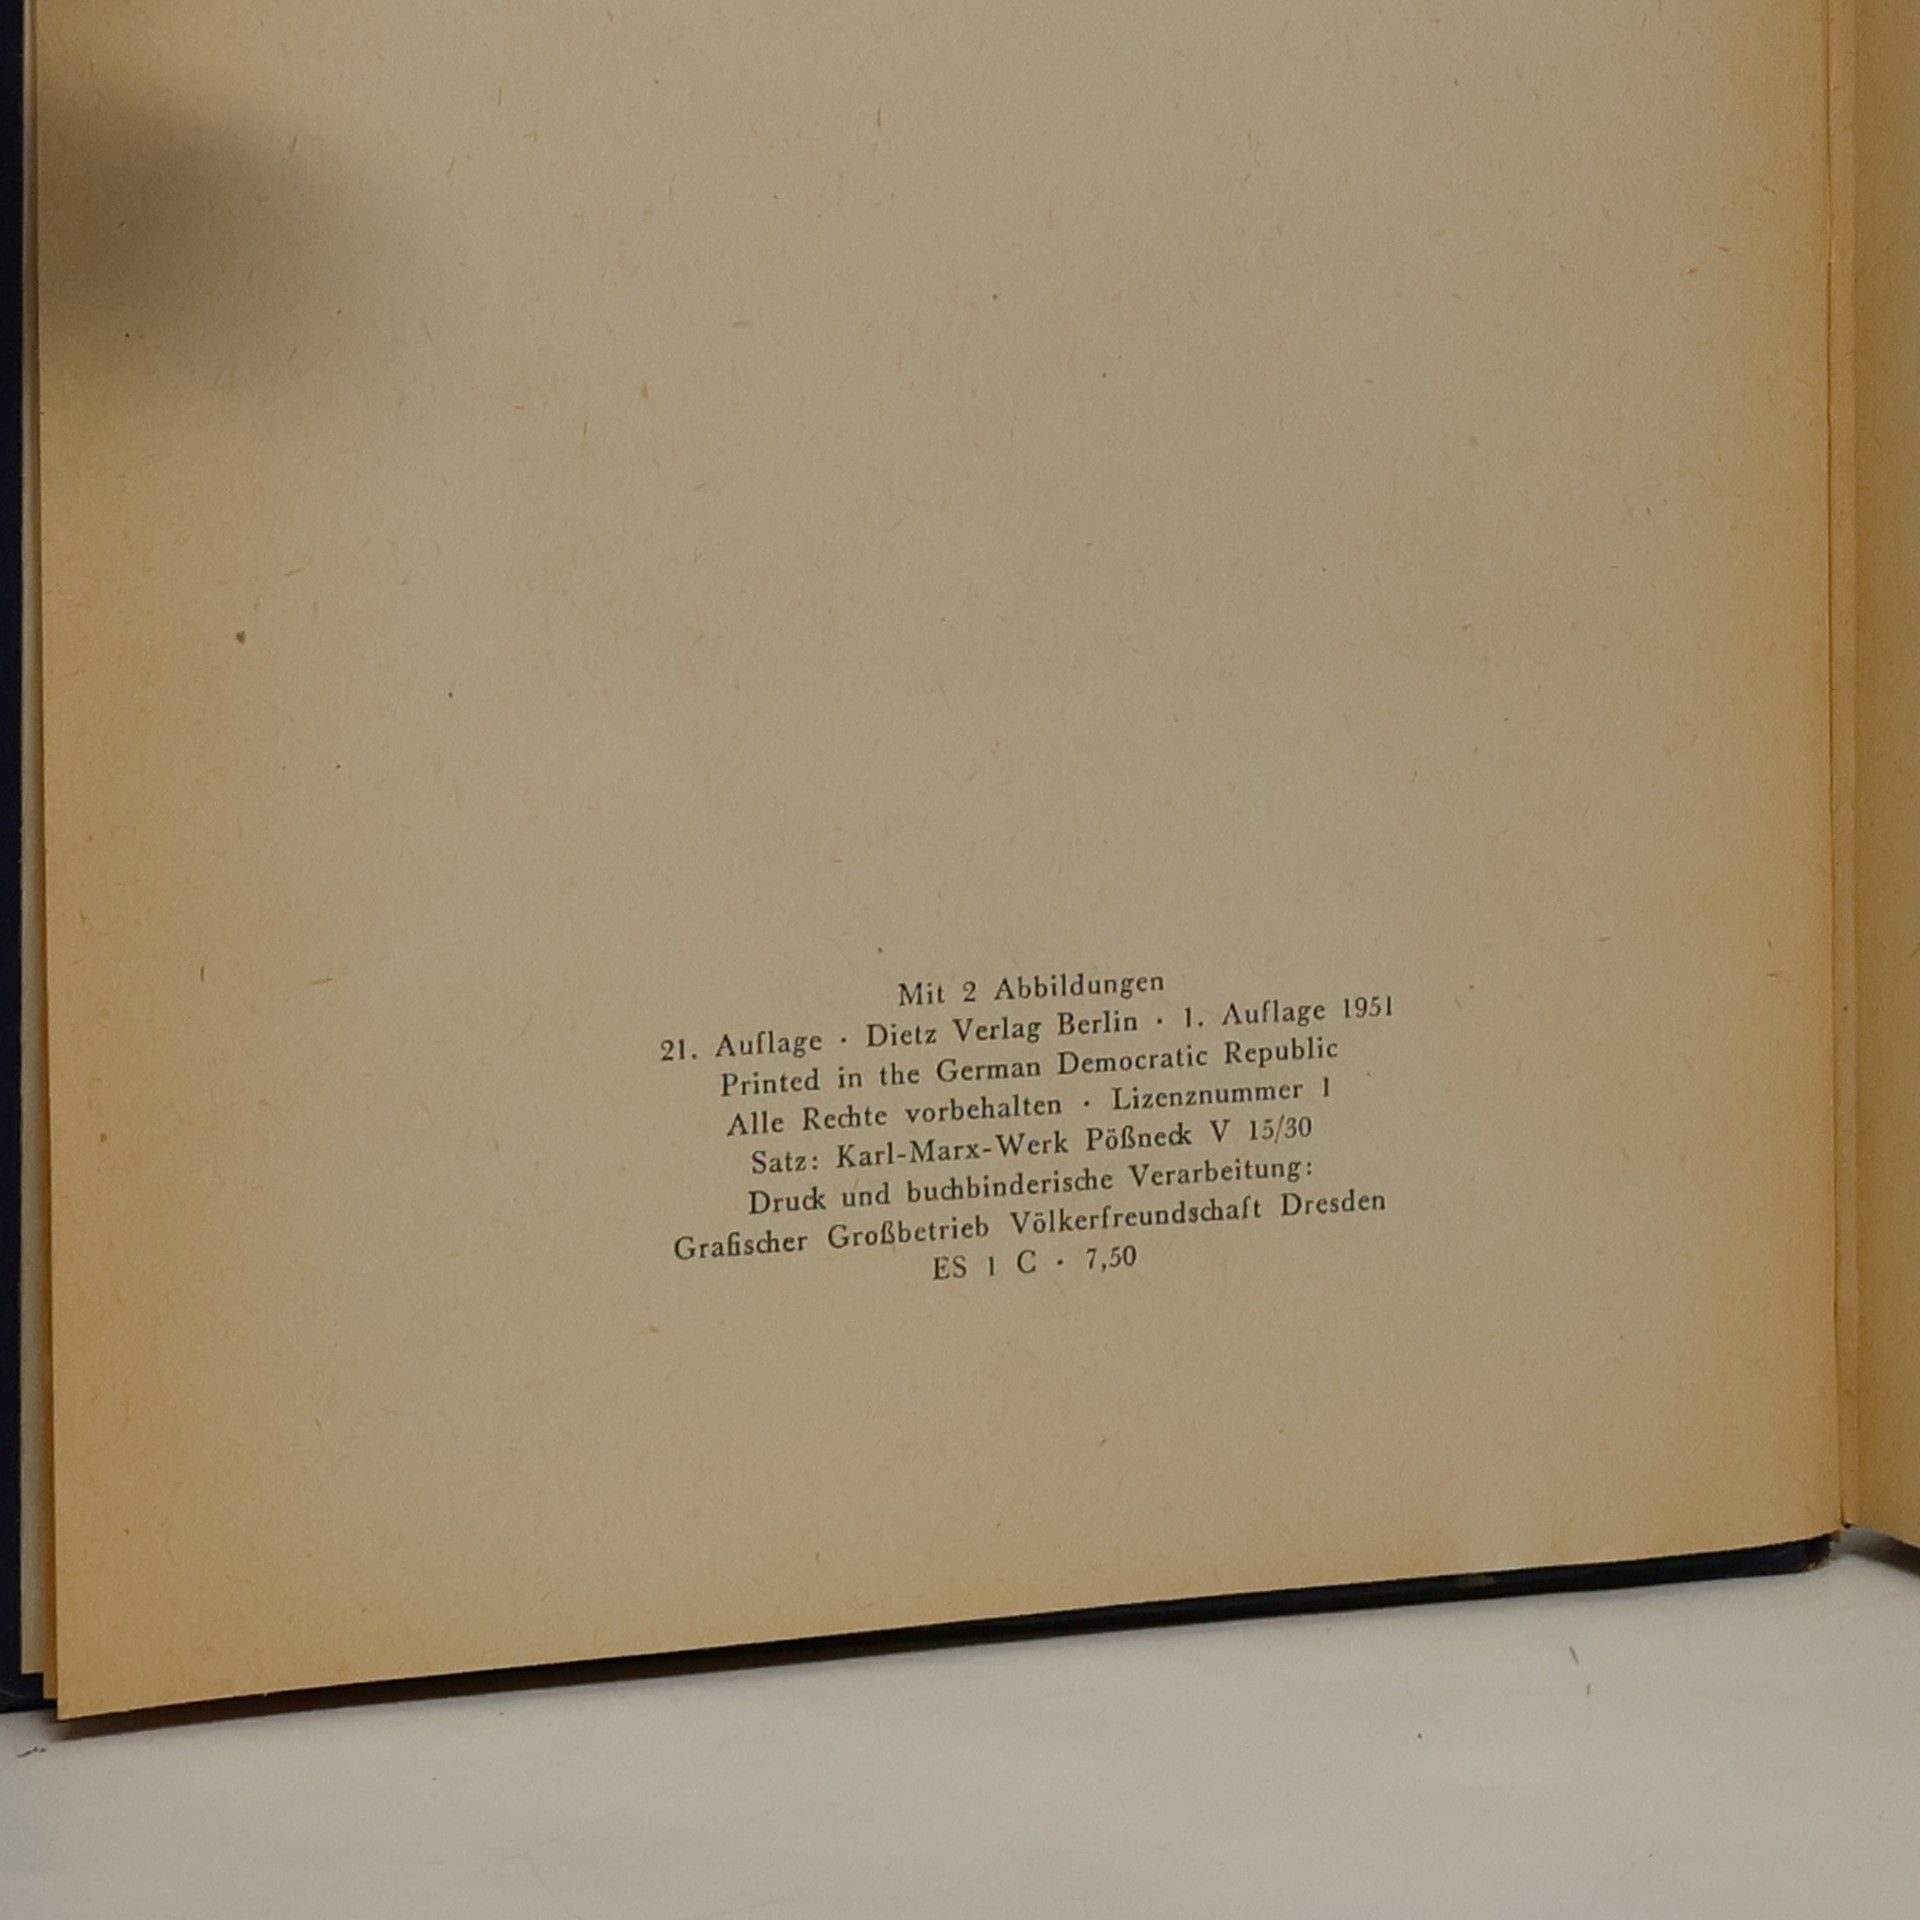 Mit 2 Abbildungen
21. Auflage · Dietz Verlag Berlin · 1. Auflage 1951
Printed in the German Democratic Republic
Alle Rechte vorbehalten · Lizenznummer 1
Satz: Karl-Marx-Werk Pößneck V 15/30
Druck und buchbinderische Verarbeitung:
Grafischer Großbetrieb Völkerfreundschaft Dresden
ES 1 C · 7,50